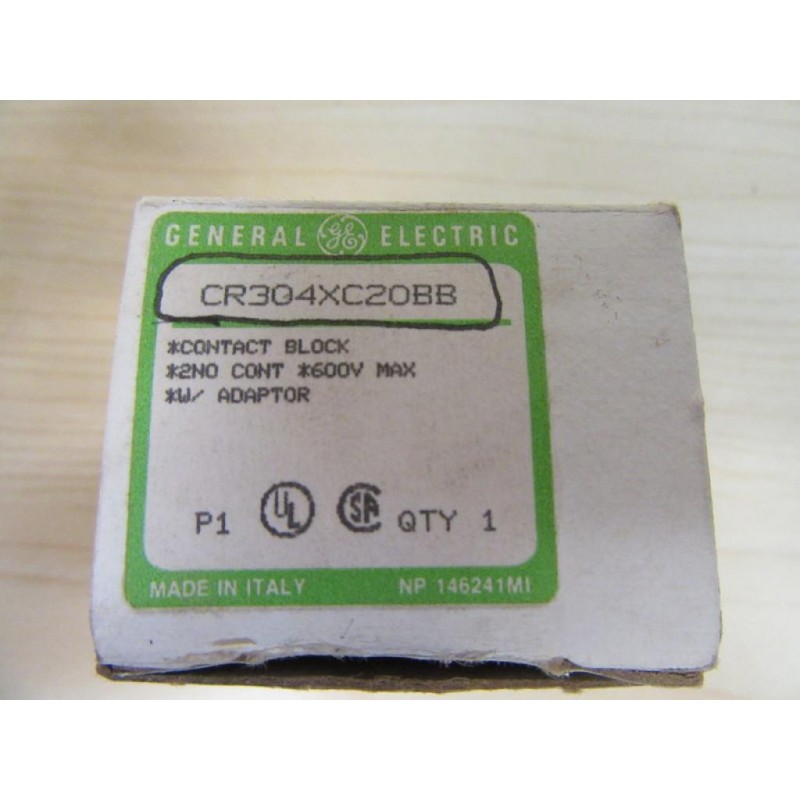 GENERAL GE ELECTRIC
CR304XC20BB
*CONTACT BLOCK
*2NO CONT *600V MAX
*W/ ADAPTOR
P1 UL SA QTY 1
MADE IN ITALY NP 146241MI